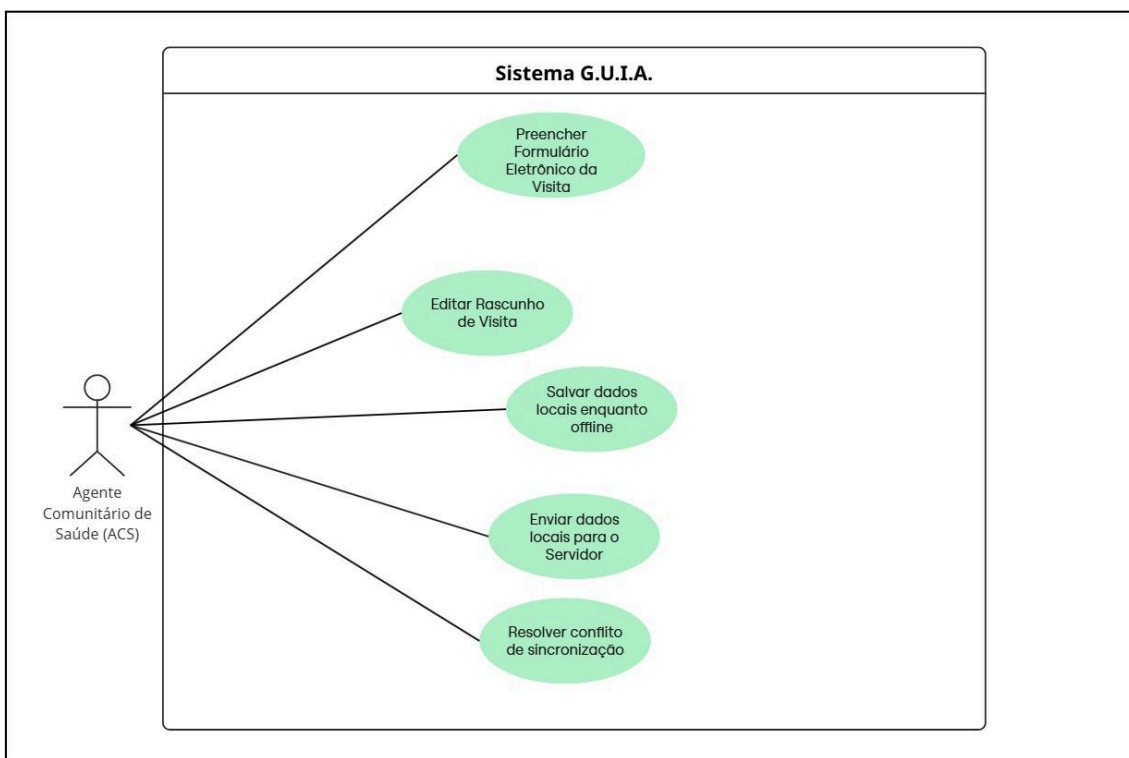 Sistema G.U.I.A.
Preencher
Formulário
Eletrônico da
Visita
Editar Rascunho
de Visita
Salvar dados
locais enquanto
offline
Agente
Comunitário de
Saúde (ACS)
Enviar dados
locais para o
Servidor
Resolver conflito
de sincronização